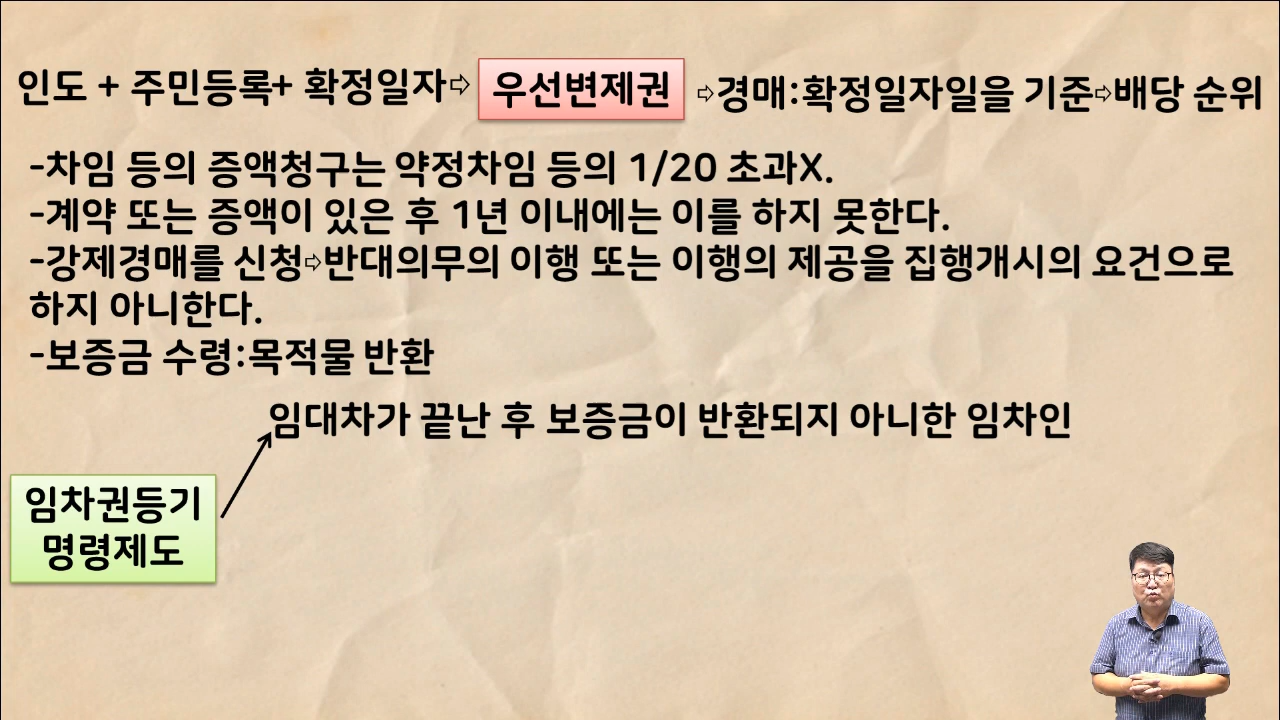 인도 + 주민등록+ 확정일자⇨ 우선변제권 ⇨경매:확정일자일을 기준⇨배당 순위
-차임 등의 증액청구는 약정차임 등의 1/20 초과X.
-계약 또는 증액이 있은 후 1년 이내에는 이를 하지 못한다.
-강제경매를 신청⇨반대의무의 이행 또는 이행의 제공을 집행개시의 요건으로
하지 아니한다.
-보증금 수령:목적물 반환
임대차가 끝난 후 보증금이 반환되지 아니한 임차인
임차권등기
명령제도